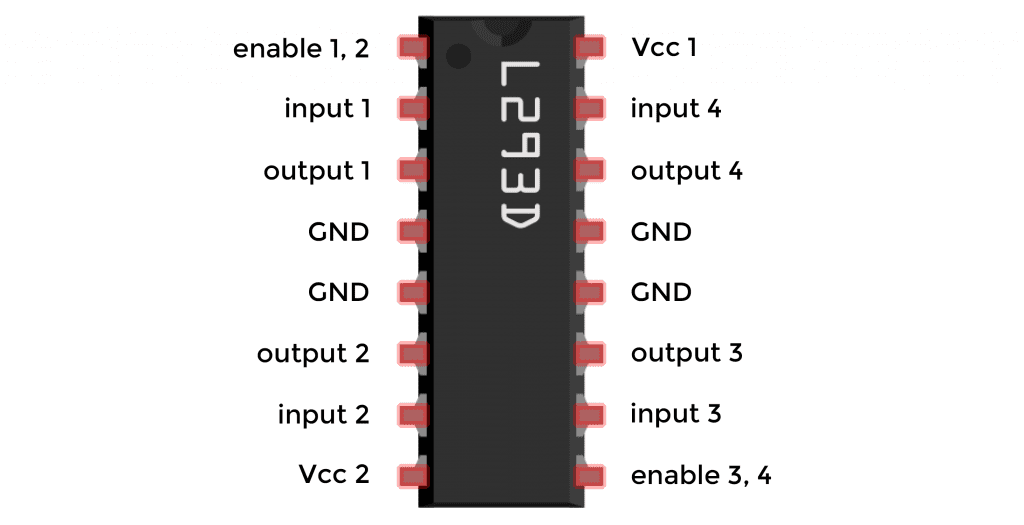 enable 1, 2
input 1
output 1
GND
GND
output 2
input 2
Vcc 2
L293D
Vcc 1
input 4
output 4
GND
GND
output 3
input 3
enable 3, 4